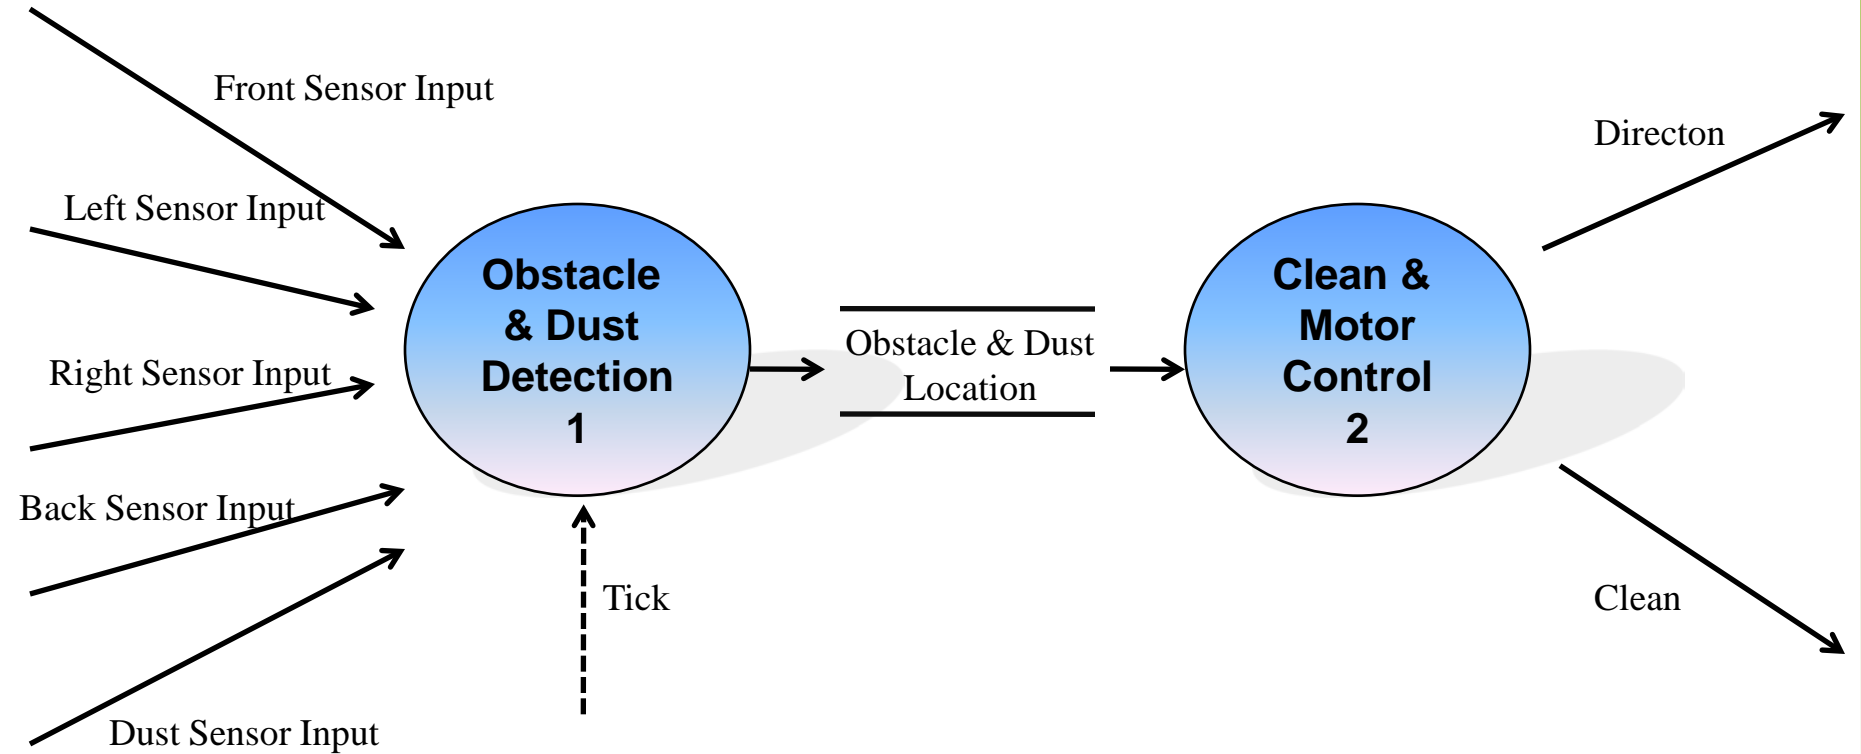 Front Sensor Input
Left Sensor Input
Right Sensor Input
Back Sensor Input
Dust Sensor Input
Obstacle
& Dust
Detection
1
Tick
Obstacle & Dust
Location
Clean &
Motor
Control
2
Directon
Clean